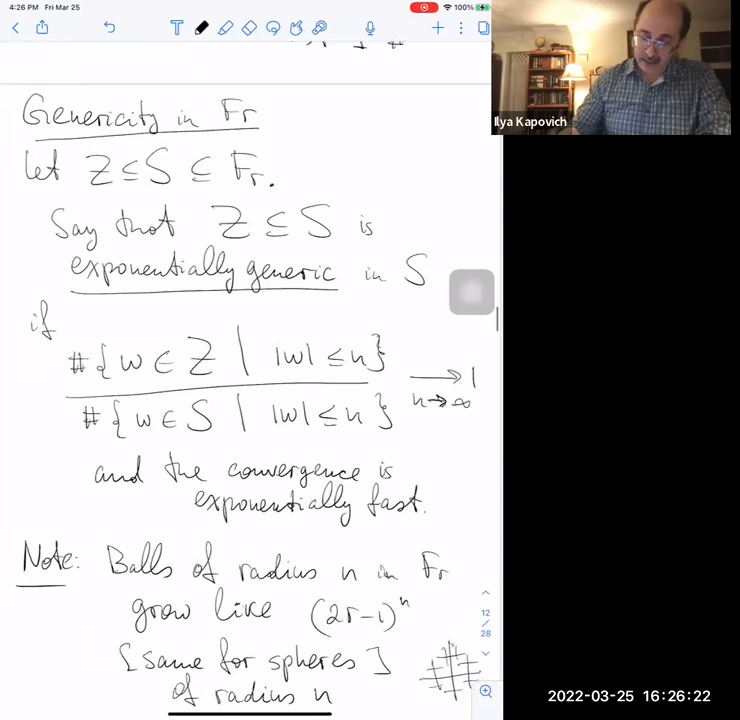 4:26 PM Fri Mar 25
100%
Genericity in Fr
Let Z ⊆ S ⊆ Fr.
Say that Z ⊆ S is
exponentially generic in S
if
#{ w ∈ Z | |w| ≤ n }
#{ w ∈ S | |w| ≤ n }
→ 1
n → ∞
and the convergence is
exponentially fast.
Note: Balls of radius n in Fr
grow like (2r-1)^n
[same for spheres]
of radius n
12
28
Ilya Kapovich
2022-03-25 16:26:22